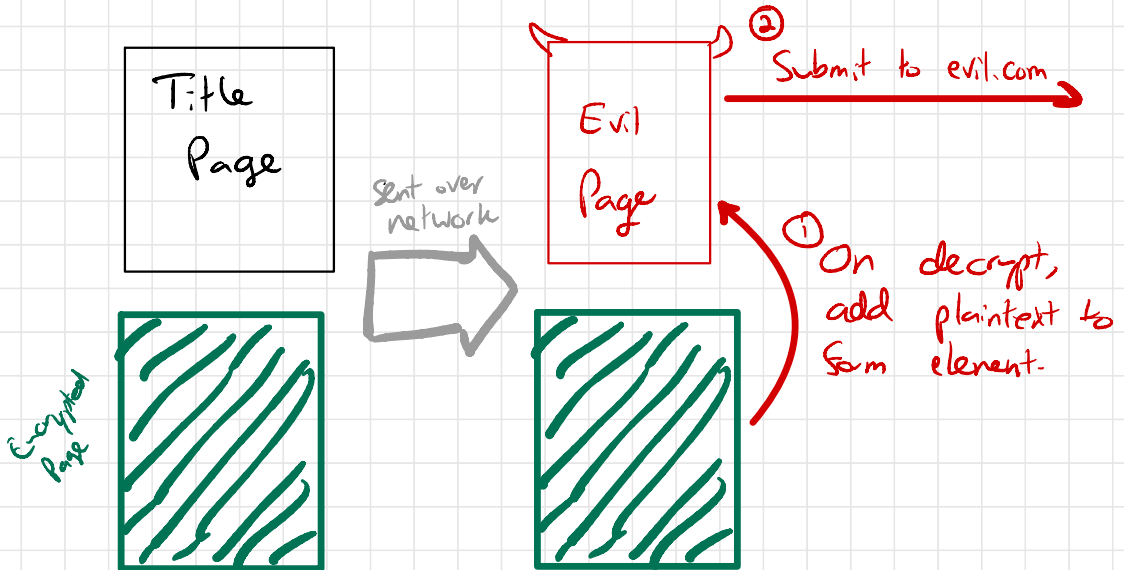 Title
Page
Sent over
network
Evil
Page
②
Submit to evil.com
①
On decrypt,
add plaintext to
form element.
Encrypted
Page